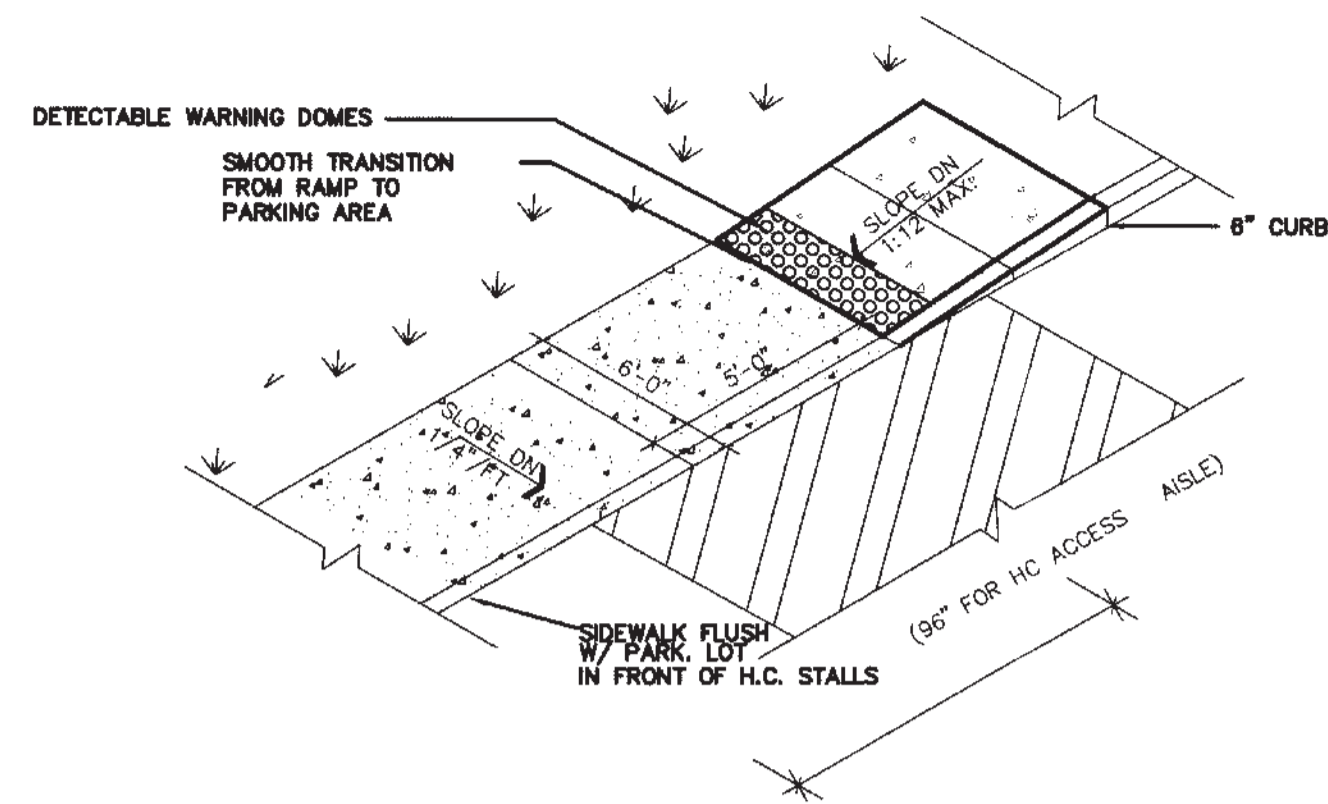 DETECTABLE WARNING DOMES
SMOOTH TRANSITION
FROM RAMP TO
PARKING AREA
SLOPE DN
1:12 MAX.
6" CURB
6'-0"
5'-0"
SLOPE DN
1/4"/FT
(96" FOR HC ACCESS AISLE)
SIDEWALK FLUSH
W/ PARK. LOT
IN FRONT OF H.C. STALLS